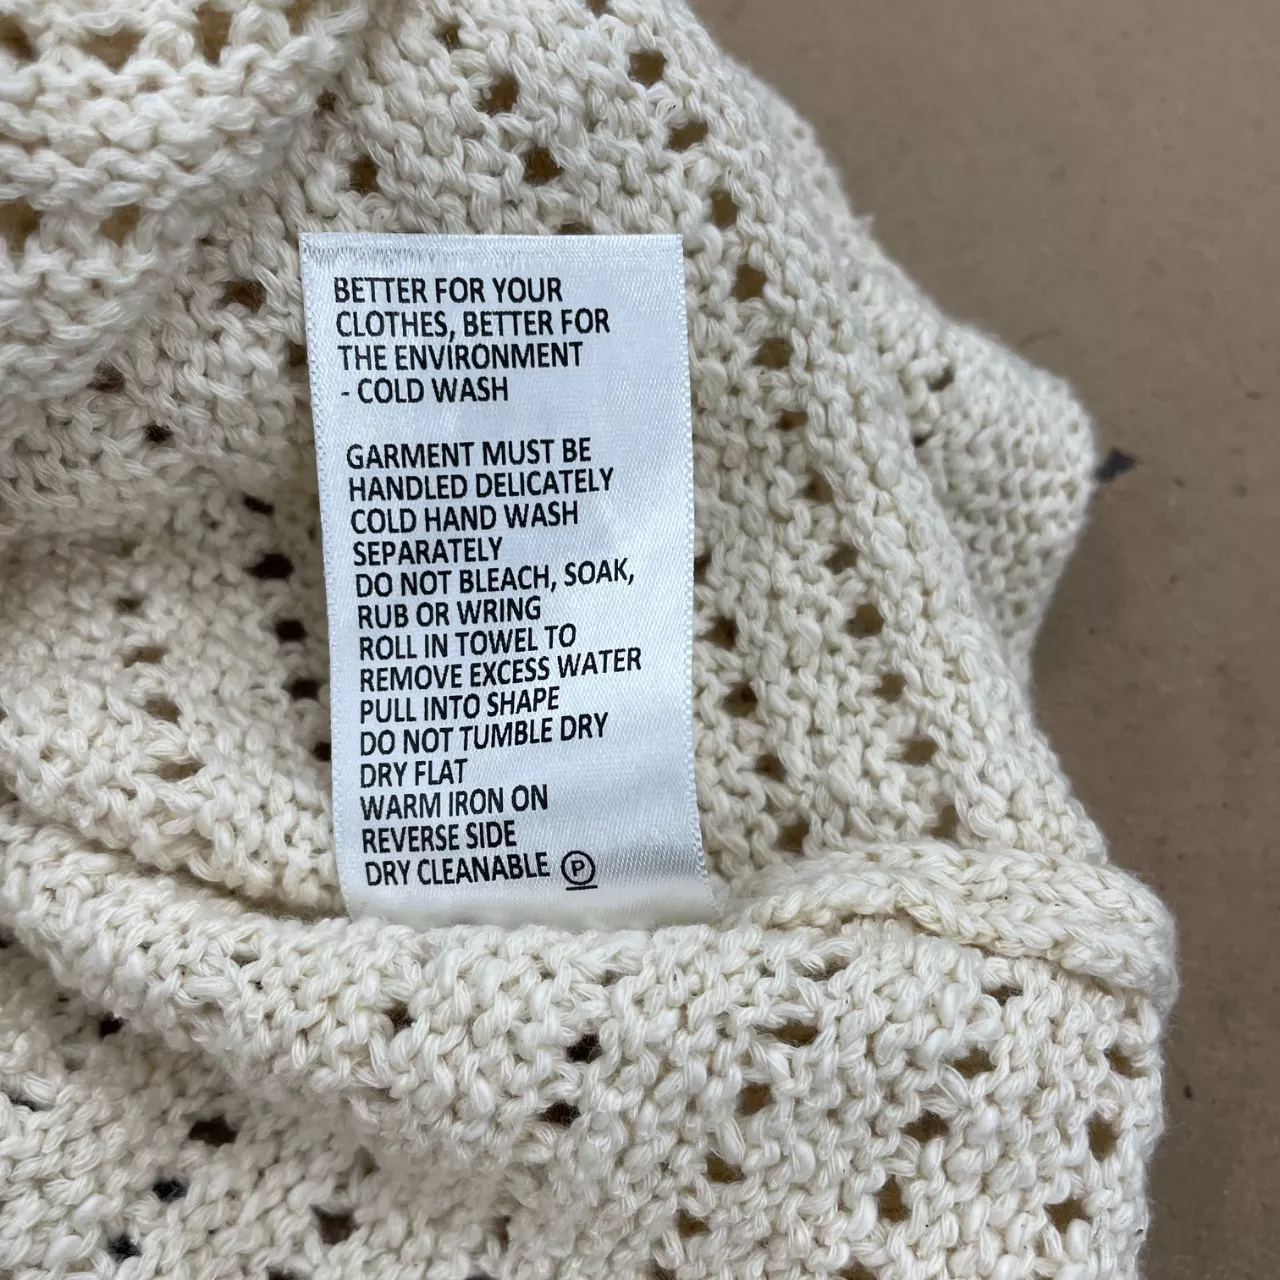 BETTER FOR YOUR
CLOTHES, BETTER FOR
THE ENVIRONMENT
- COLD WASH
GARMENT MUST BE
HANDLED DELICATELY
COLD HAND WASH
SEPARATELY
DO NOT BLEACH, SOAK,
RUB OR WRING
ROLL IN TOWEL TO
REMOVE EXCESS WATER
PULL INTO SHAPE
DO NOT TUMBLE DRY
DRY FLAT
WARM IRON ON
REVERSE SIDE
DRY CLEANABLE P